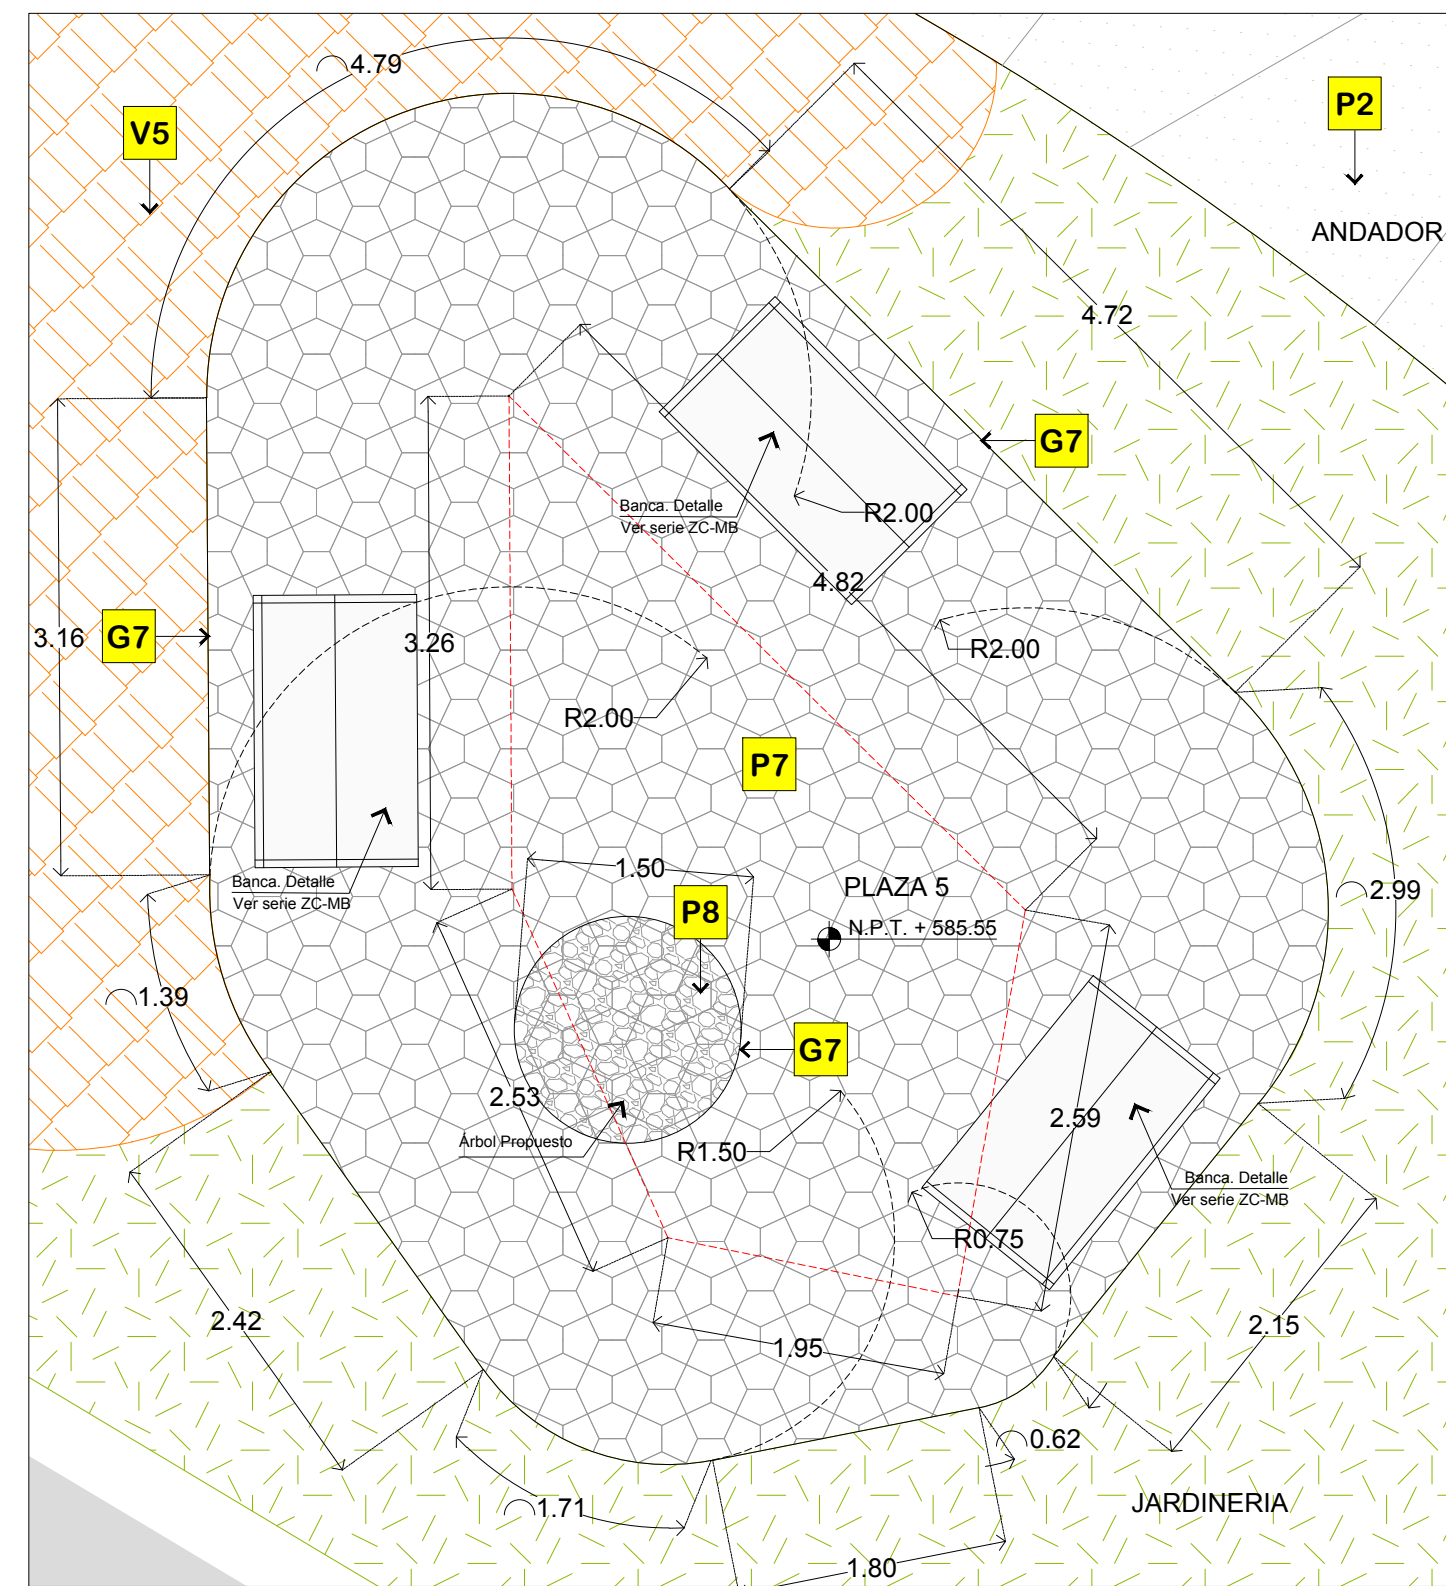 4.79
V5
P2
ANDADOR
4.72
G7
Banca. Detalle
Ver serie ZC-MB
R2.00
4.82
3.16
G7
3.26
R2.00
R2.00
P7
1.50
Banca. Detalle
Ver serie ZC-MB
PLAZA 5
P8
N.P.T. + 585.55
2.99
1.39
G7
2.53
2.59
Árbol Propuesto
R1.50
Banca. Detalle
Ver serie ZC-MB
R0.75
2.42
2.15
1.95
0.62
1.71
JARDINERIA
1.80